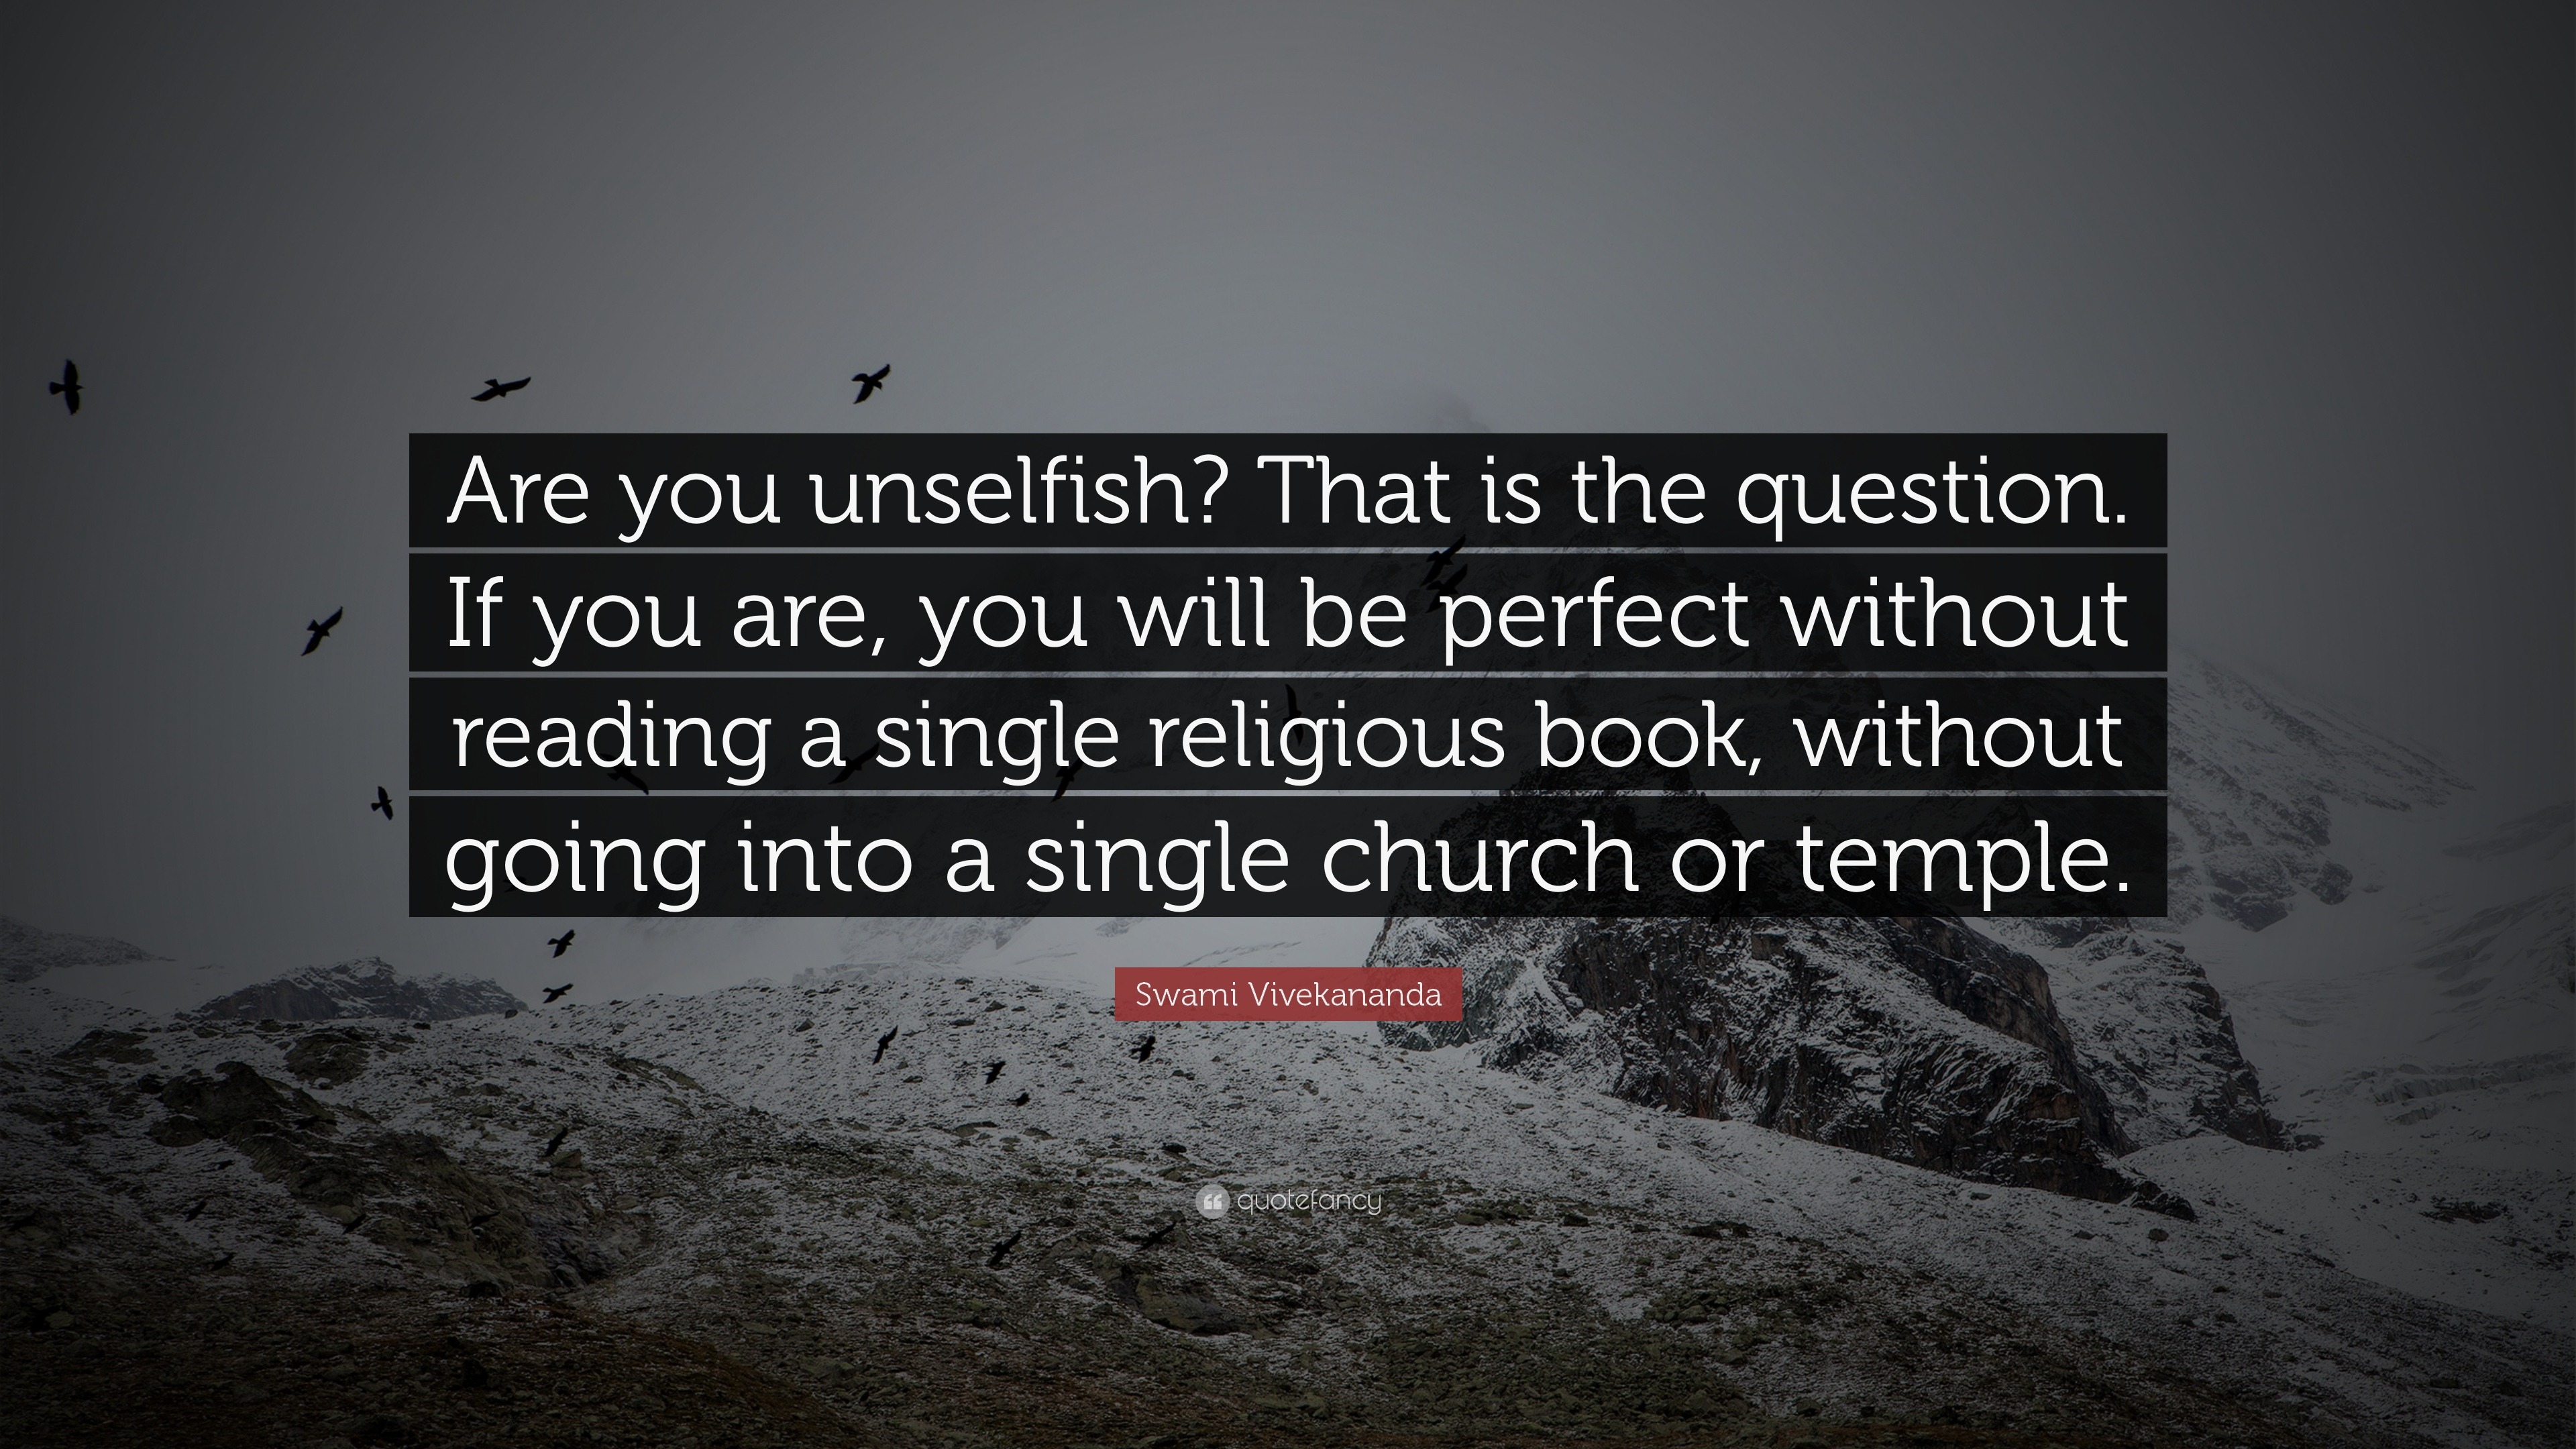 Are you unselfish? That is the question.
If you are, you will be perfect without
reading a single religious book, without
going into a single church or temple.
Swami Vivekananda
quotefancy